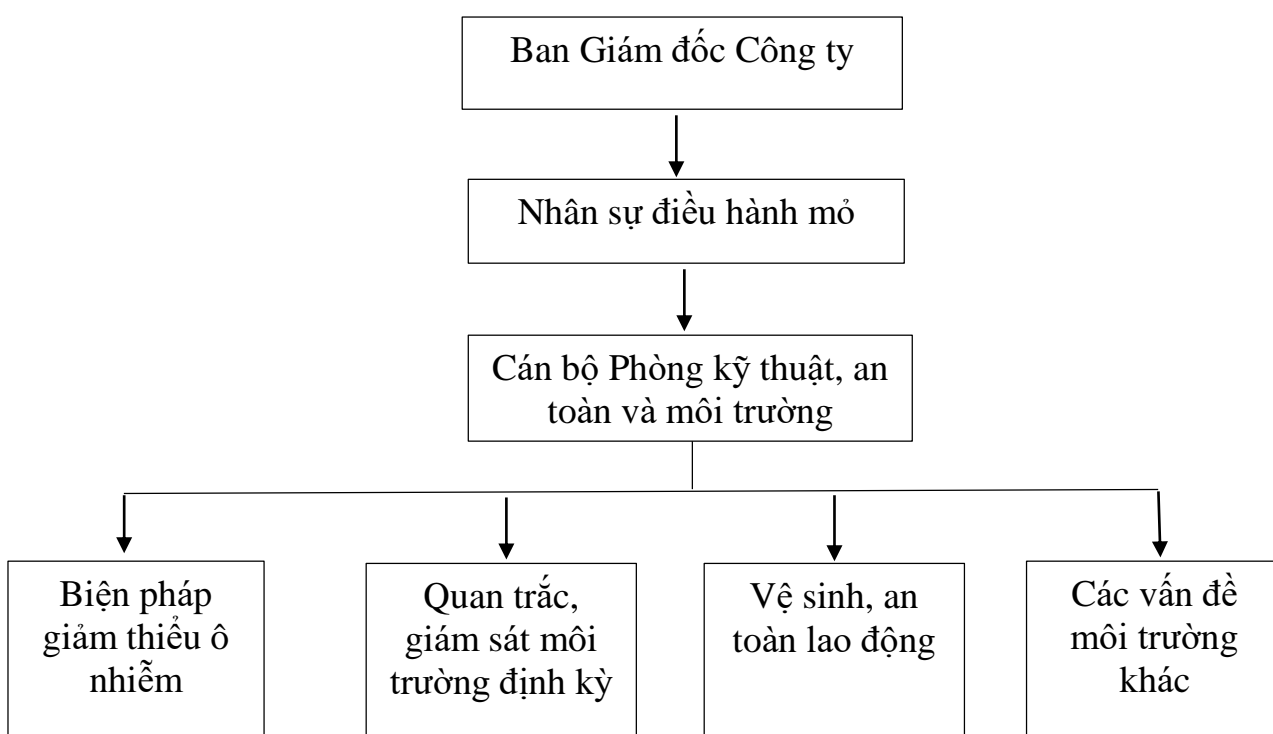 Ban Giám đốc Công ty
Nhân sự điều hành mỏ
Cán bộ Phòng kỹ thuật, an
toàn và môi trường
Biện pháp
giảm thiểu ô
nhiễm
Quan trắc,
giám sát môi
trường định kỳ
Vệ sinh, an
toàn lao động
Các vấn đề
môi trường
khác